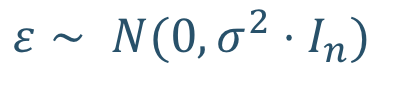 ε ~ N(0, σ² · Iₙ)